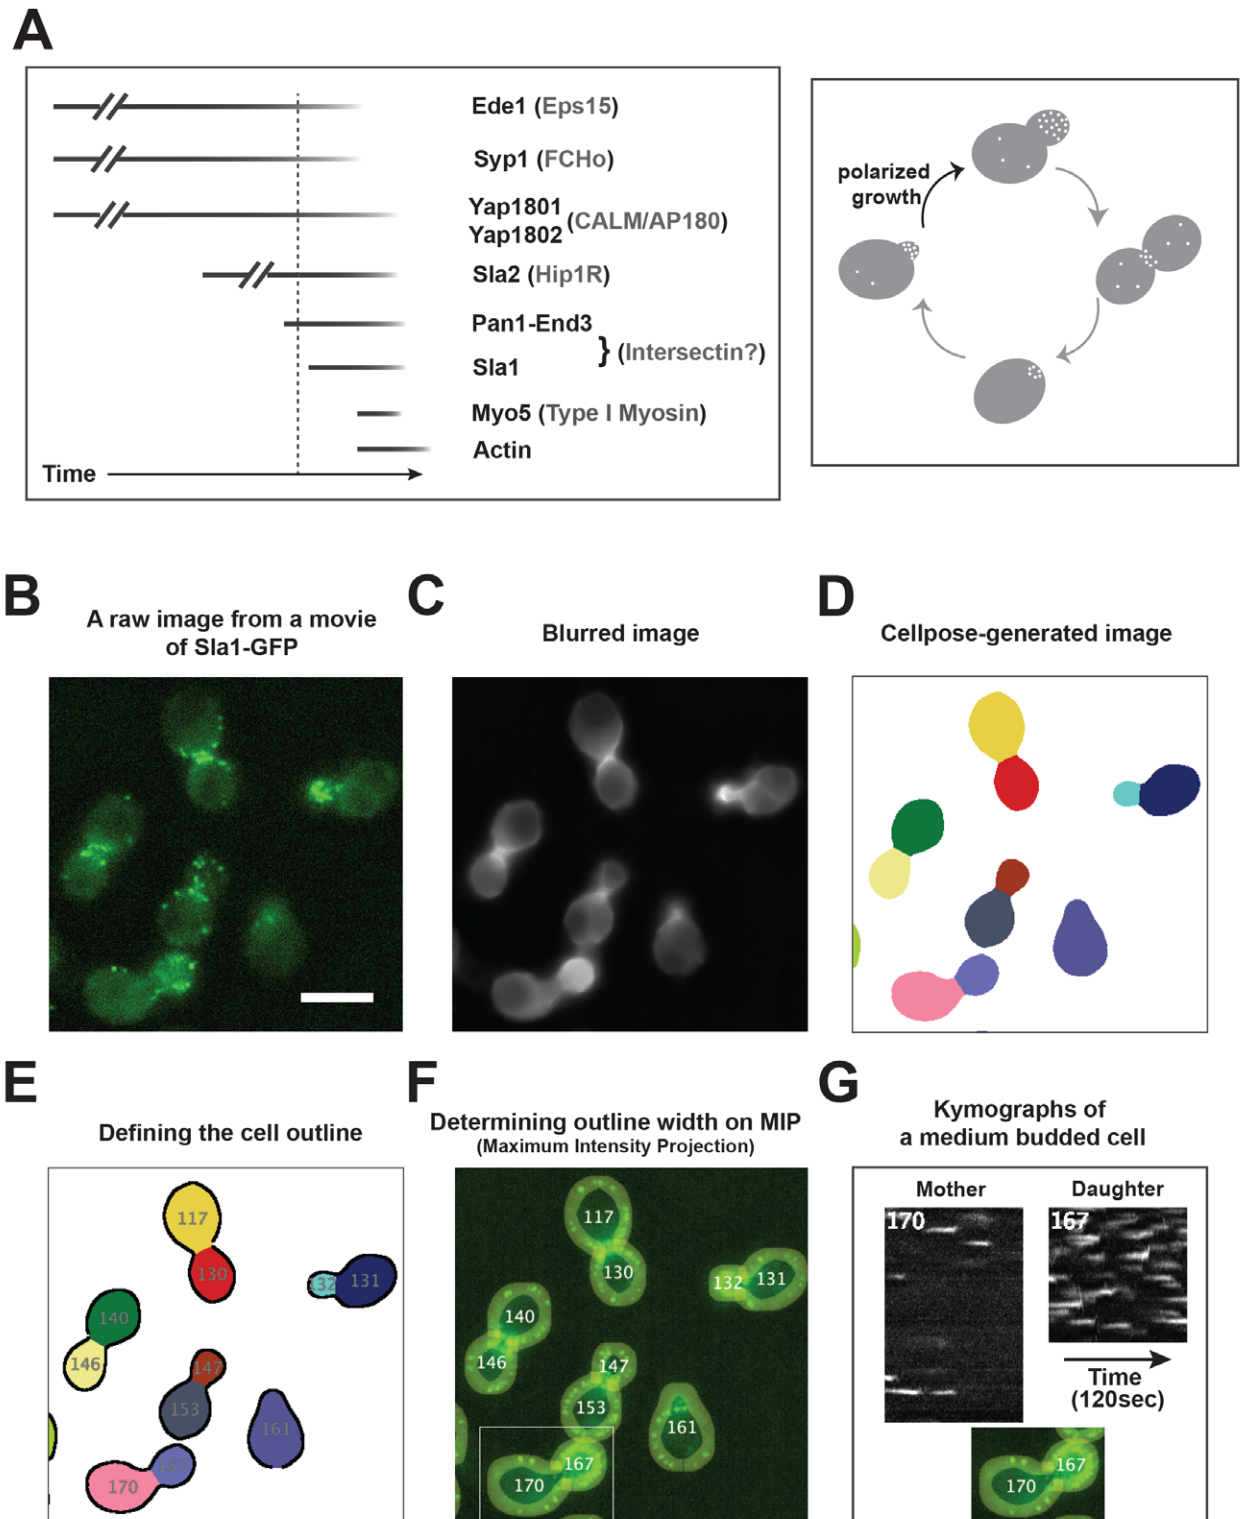 A
Ede1 (Eps15)
Syp1 (FCHo)
Yap1801
Yap1802 (CALM/AP180)
Sla2 (Hip1R)
Pan1-End3
} (Intersectin?)
Sla1
Myo5 (Type I Myosin)
Actin
Time
polarized
growth
B
A raw image from a movie
of Sla1-GFP
C
Blurred image
D
Cellpose-generated image
E
Defining the cell outline
117
130
132 131
140
146
147
153
161
167
170
F
Determining outline width on MIP
(Maximum Intensity Projection)
117
130
132 131
140
146
147
153
161
167
170
G
Kymographs of
a medium budded cell
Mother Daughter
170 167
Time
(120sec)
167
170